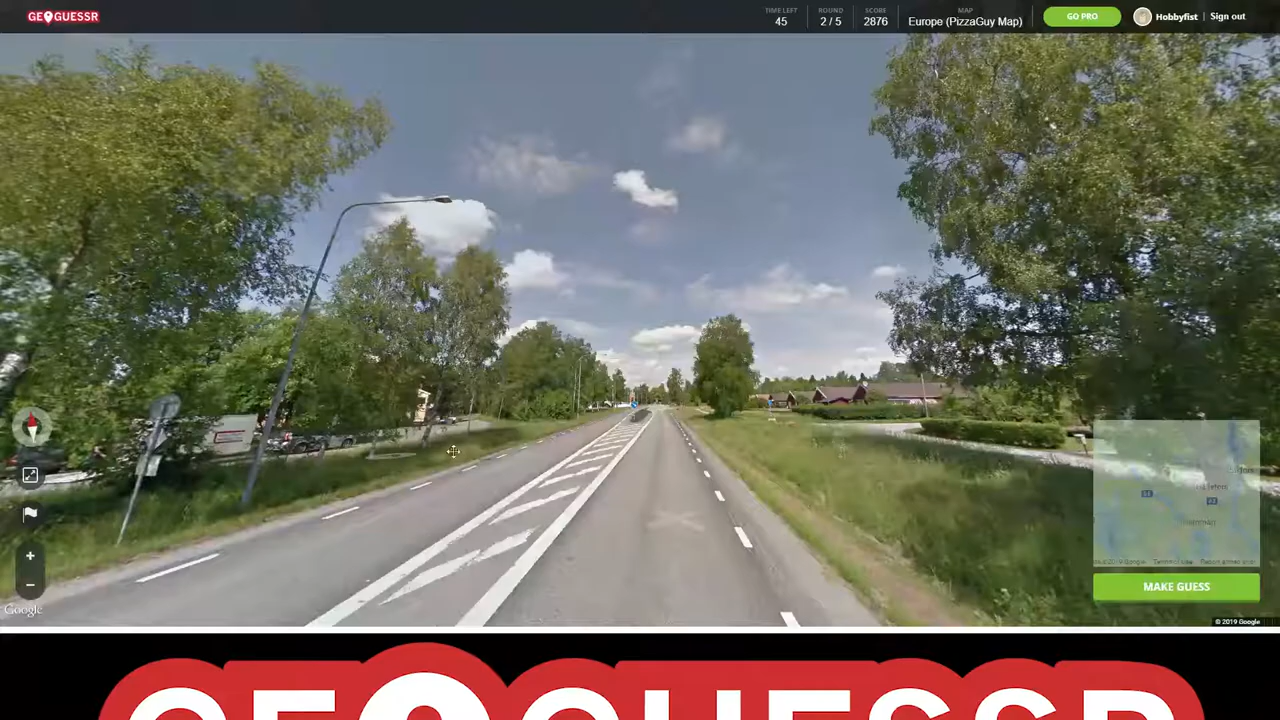 GEOGUESSR
TIME LEFT
45
ROUND
2 / 5
SCORE
2876
MAP
Europe (PizzaGuy Map)
GO PRO
Hobbyfist
Sign out
MAKE GUESS
Google
© 2019 Google
GEOGUESSR